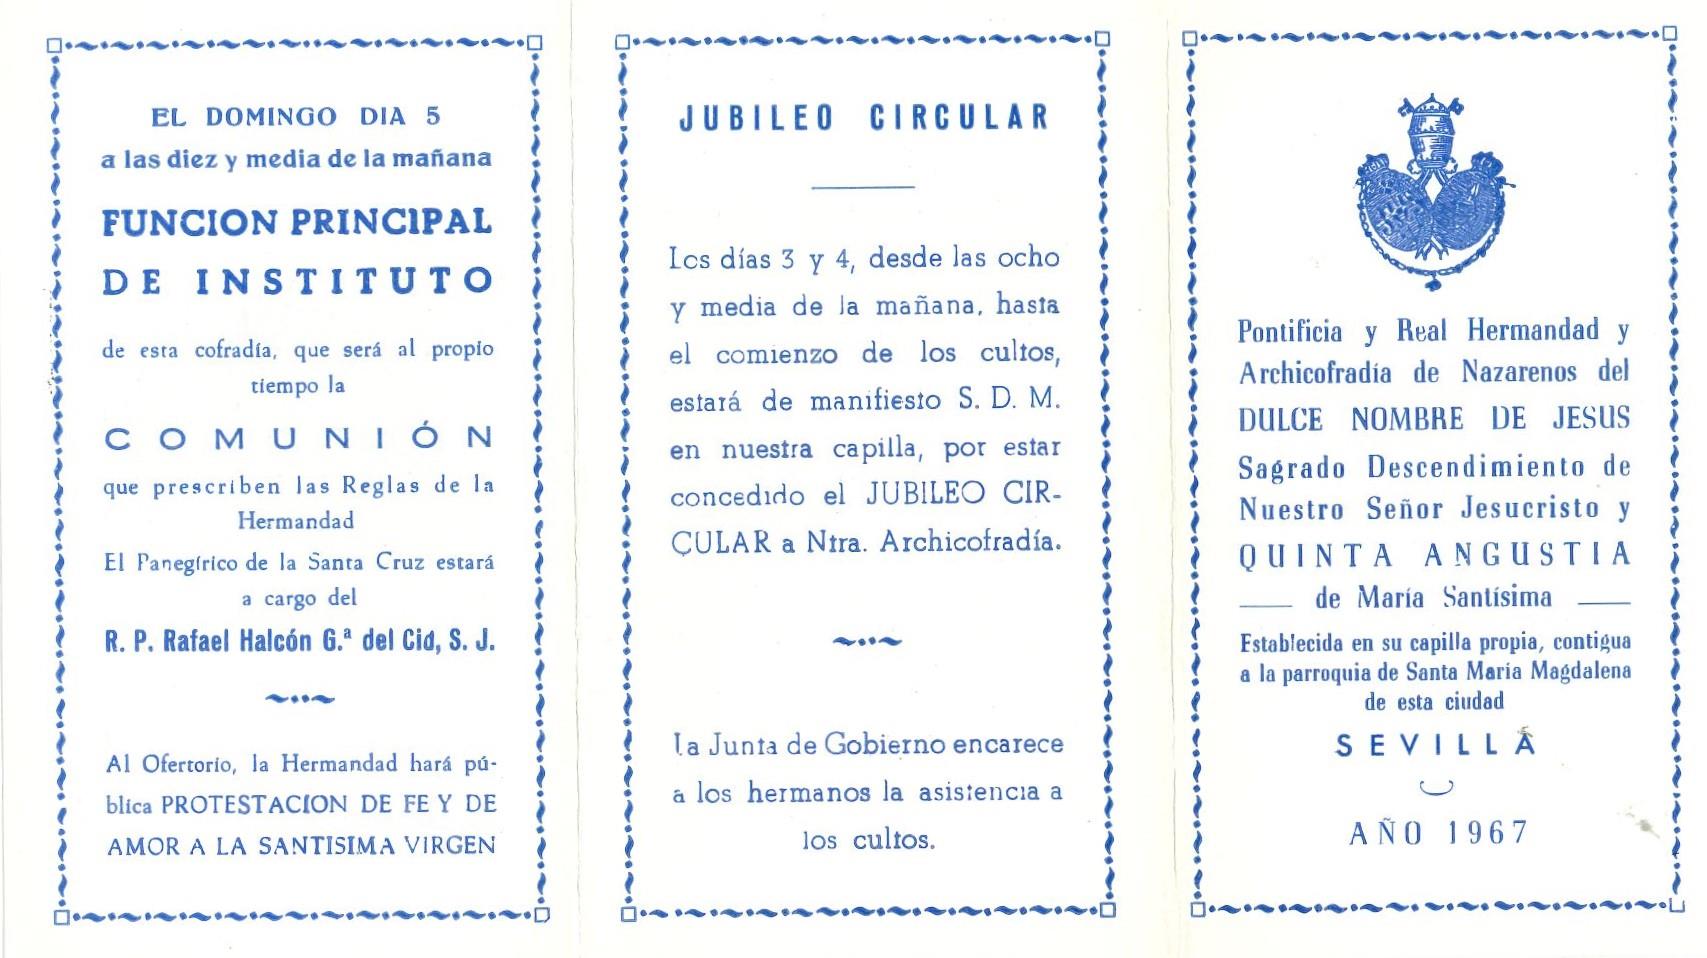 EL DOMINGO DIA 5
a las diez y media de la mañana
FUNCION PRINCIPAL
DE INSTITUTO
de esta cofradía, que será al propio
tiempo la
COMUNIÓN
que prescriben las Reglas de la
Hermandad
El Panegírico de la Santa Cruz estará
a cargo del
R. P. Rafael Halcón G.ª del Cid, S. J.
Al Ofertorio, la Hermandad hará pú-
blica PROTESTACION DE FE Y DE
AMOR A LA SANTISIMA VIRGEN
JUBILEO CIRCULAR
Los días 3 y 4, desde las ocho
y media de la mañana, hasta
el comienzo de los cultos,
estará de manifiesto S. D. M.
en nuestra capilla, por estar
concedido el JUBILEO CIR-
CULAR a Ntra. Archicofradía.
La Junta de Gobierno encarece
a los hermanos la asistencia a
los cultos.
Pontificia y Real Hermandad y
Archicofradía de Nazarenos del
DULCE NOMBRE DE JESUS
Sagrado Descendimiento de
Nuestro Señor Jesucristo y
QUINTA ANGUSTIA
de María Santísima
Establecida en su capilla propia, contigua
a la parroquia de Santa María Magdalena
de esta ciudad
SEVILLA
AÑO 1967